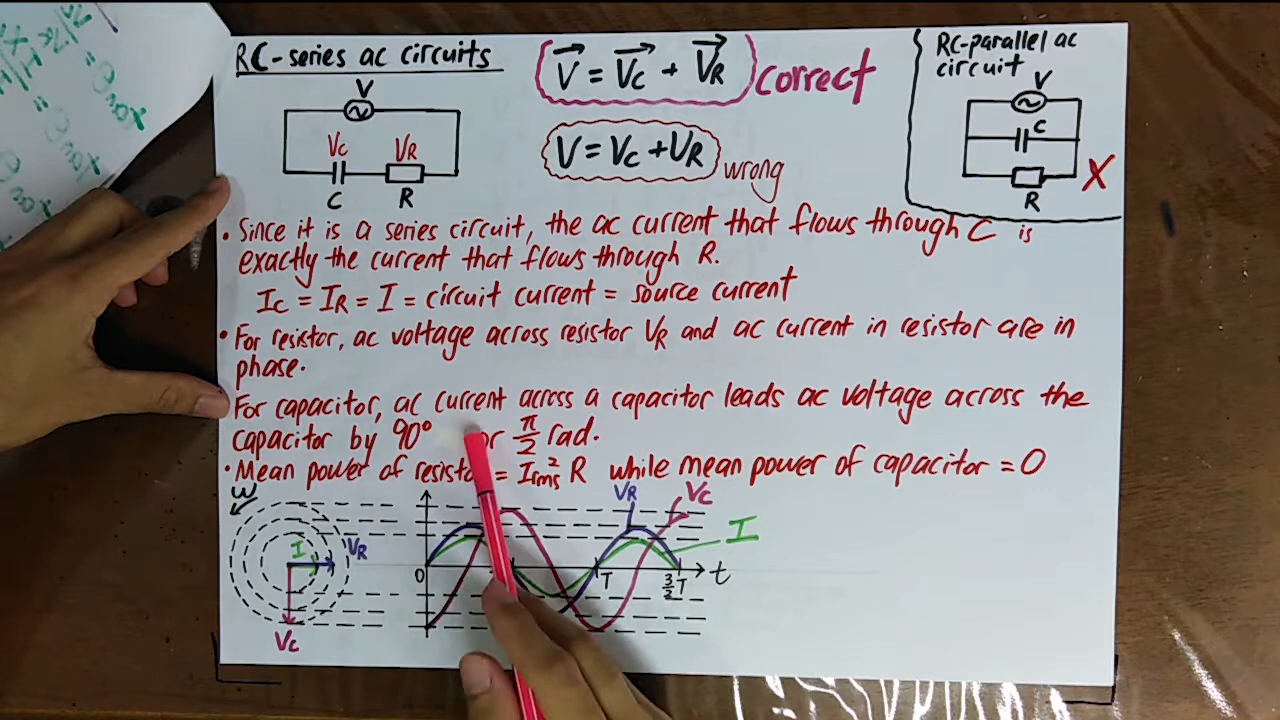 RC-series ac circuits
V
VC
VR
C
R
V = VC + VR correct
V = VC + VR wrong
RC-parallel ac
circuit
V
C
R
X
• Since it is a series circuit, the ac current that flows through C is
exactly the current that flows through R.
IC = IR = I = circuit current = source current
• For resistor, ac voltage across resistor VR and ac current in resistor are in
phase.
For capacitor, ac current across a capacitor leads ac voltage across the
capacitor by 90° or π/2 rad.
• Mean power of resistor = Irms² R while mean power of capacitor = 0
ω
I
VR
VC
0
VR
VC
I
T
3/2 T
t